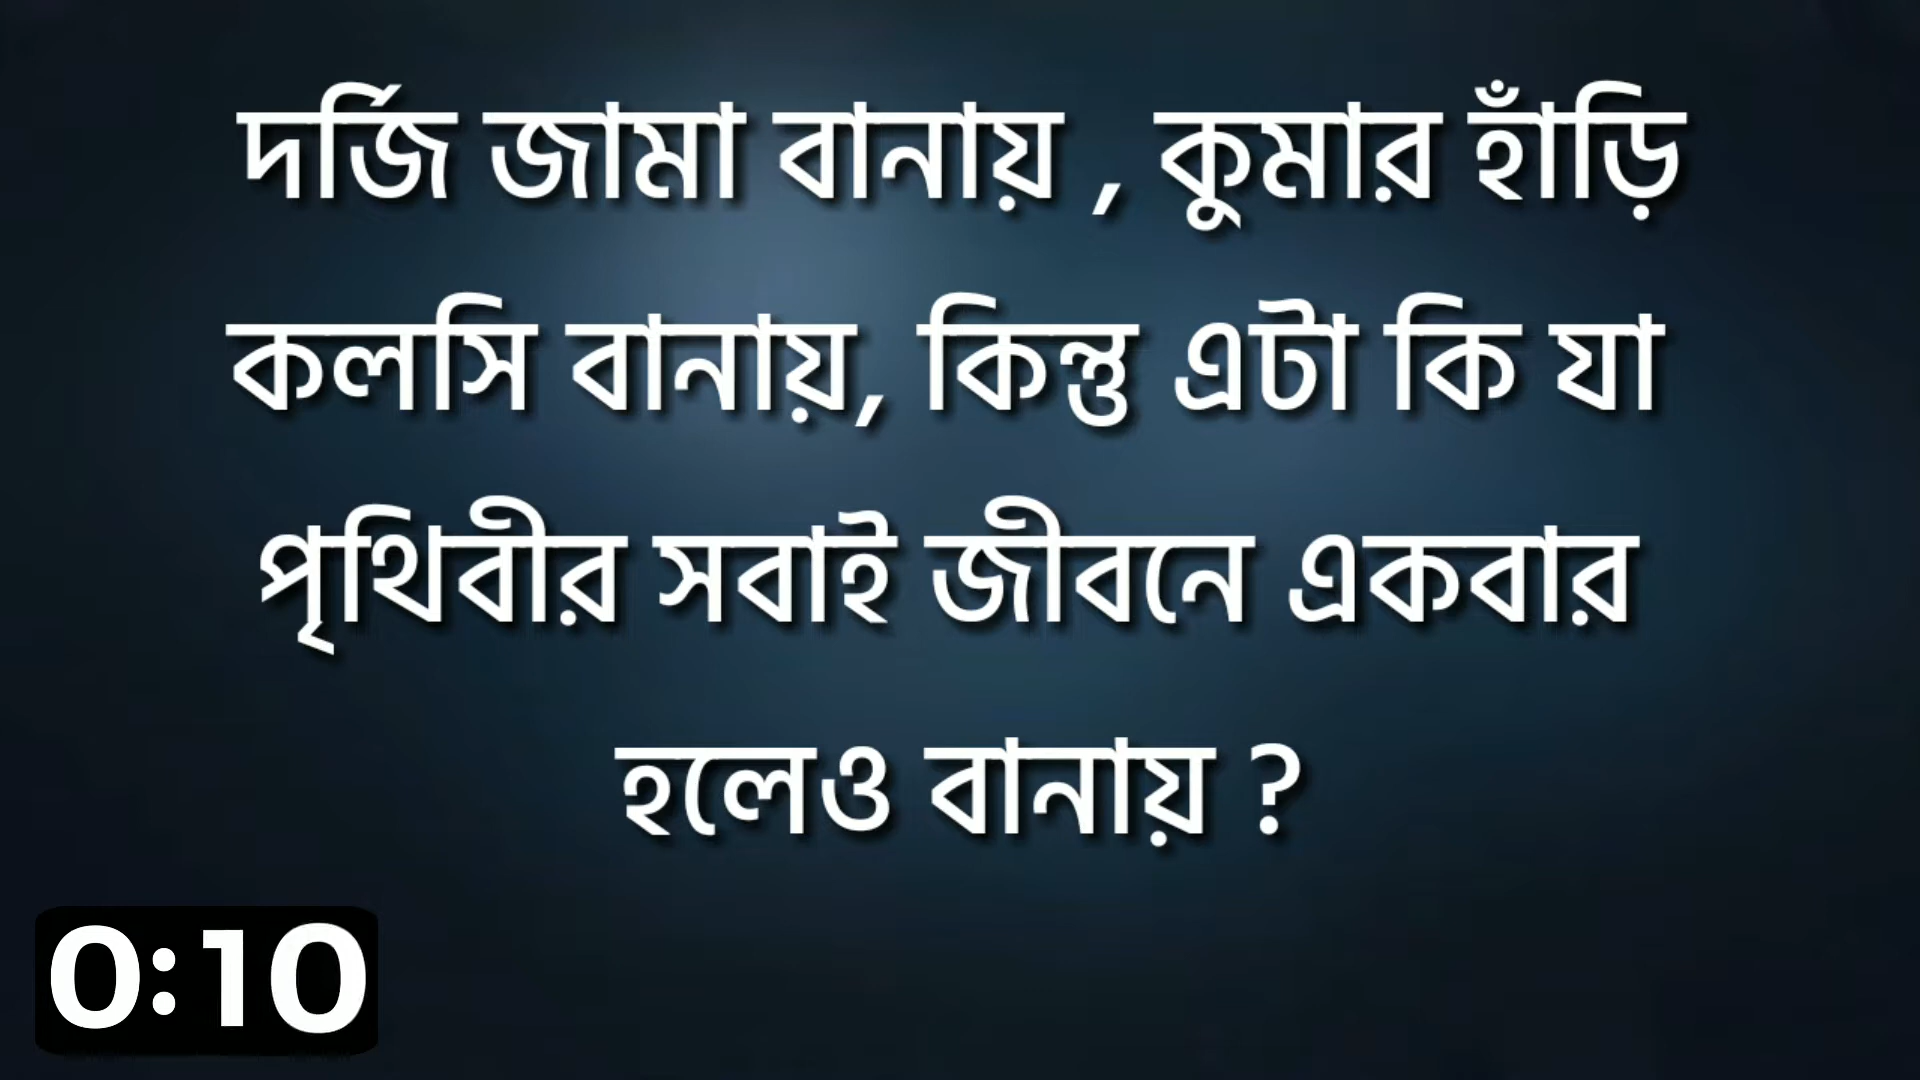 দর্জি জামা বানায় , কুমার হাঁড়ি
কলসি বানায়, কিন্তু এটা কি যা
পৃথিবীর সবাই জীবনে একবার
হলেও বানায় ?
0:10